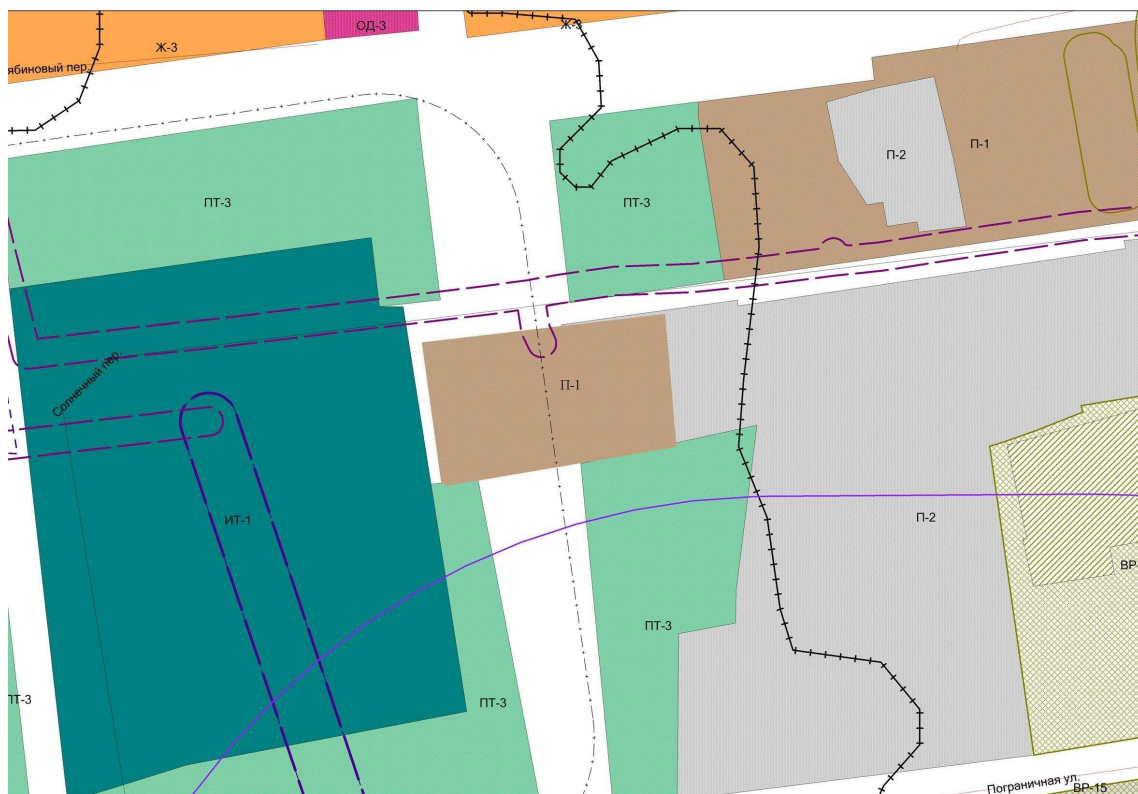 ОД-3
Ж-3
Ж-3
ябиновый пер.
П-2
П-1
ПТ-3
ПТ-3
Солнечный пер.
П-1
ИТ-1
П-2
ВР-
ПТ-3
ПТ-3
ПТ-3
Пограничная ул.
ВР-15